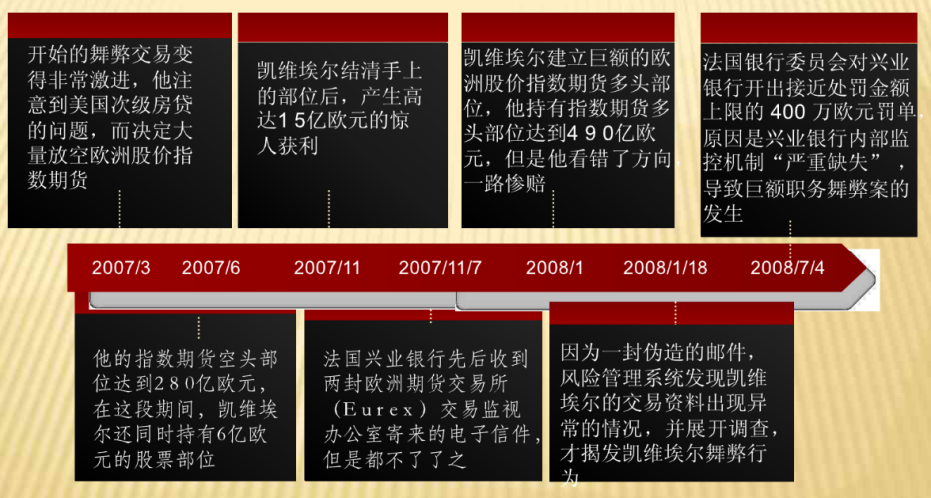 开始的舞弊交易变
得非常激进，他注
意到美国次级房贷
的问题，而决定大
量放空欧洲股价指
数期货
凯维埃尔结清手上
的部位后，产生高
达15亿欧元的惊
人获利
凯维埃尔建立巨额的欧
洲股价指数期货多头部
位，他持有指数期货多
头部位达到490亿欧
元，但是他看错了方向，
一路惨赔
法国银行委员会对兴业
银行开出接近处罚金额
上限的 400 万欧元罚单，
原因是兴业银行内部监
控机制“严重缺失”，
导致巨额职务舞弊案的
发生
2007/3 2007/6 2007/11 2007/11/7 2008/1 2008/1/18 2008/7/4
他的指数期货空头部
位达到280亿欧元，
在这段期间，凯维埃
尔还同时持有6亿欧
元的股票部位
法国兴业银行先后收到
两封欧洲期货交易所
（Eurex）交易监视
办公室寄来的电子信件，
但是都不了了之
因为一封伪造的邮件，
风险管理系统发现凯维
埃尔的交易资料出现异
常的情况，并展开调查，
才揭发凯维埃尔舞弊行
为